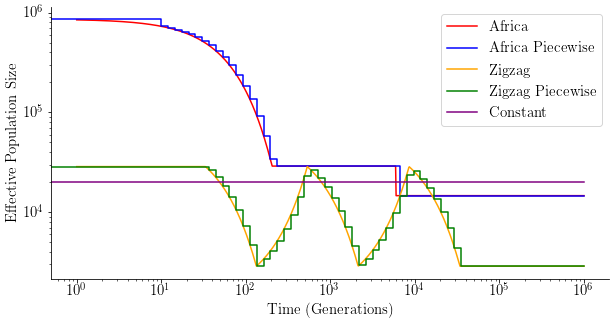 Effective Population Size
10^6
10^5
10^4
Africa
Africa Piecewise
Zigzag
Zigzag Piecewise
Constant
10^0 10^1 10^2 10^3 10^4 10^5 10^6
Time (Generations)